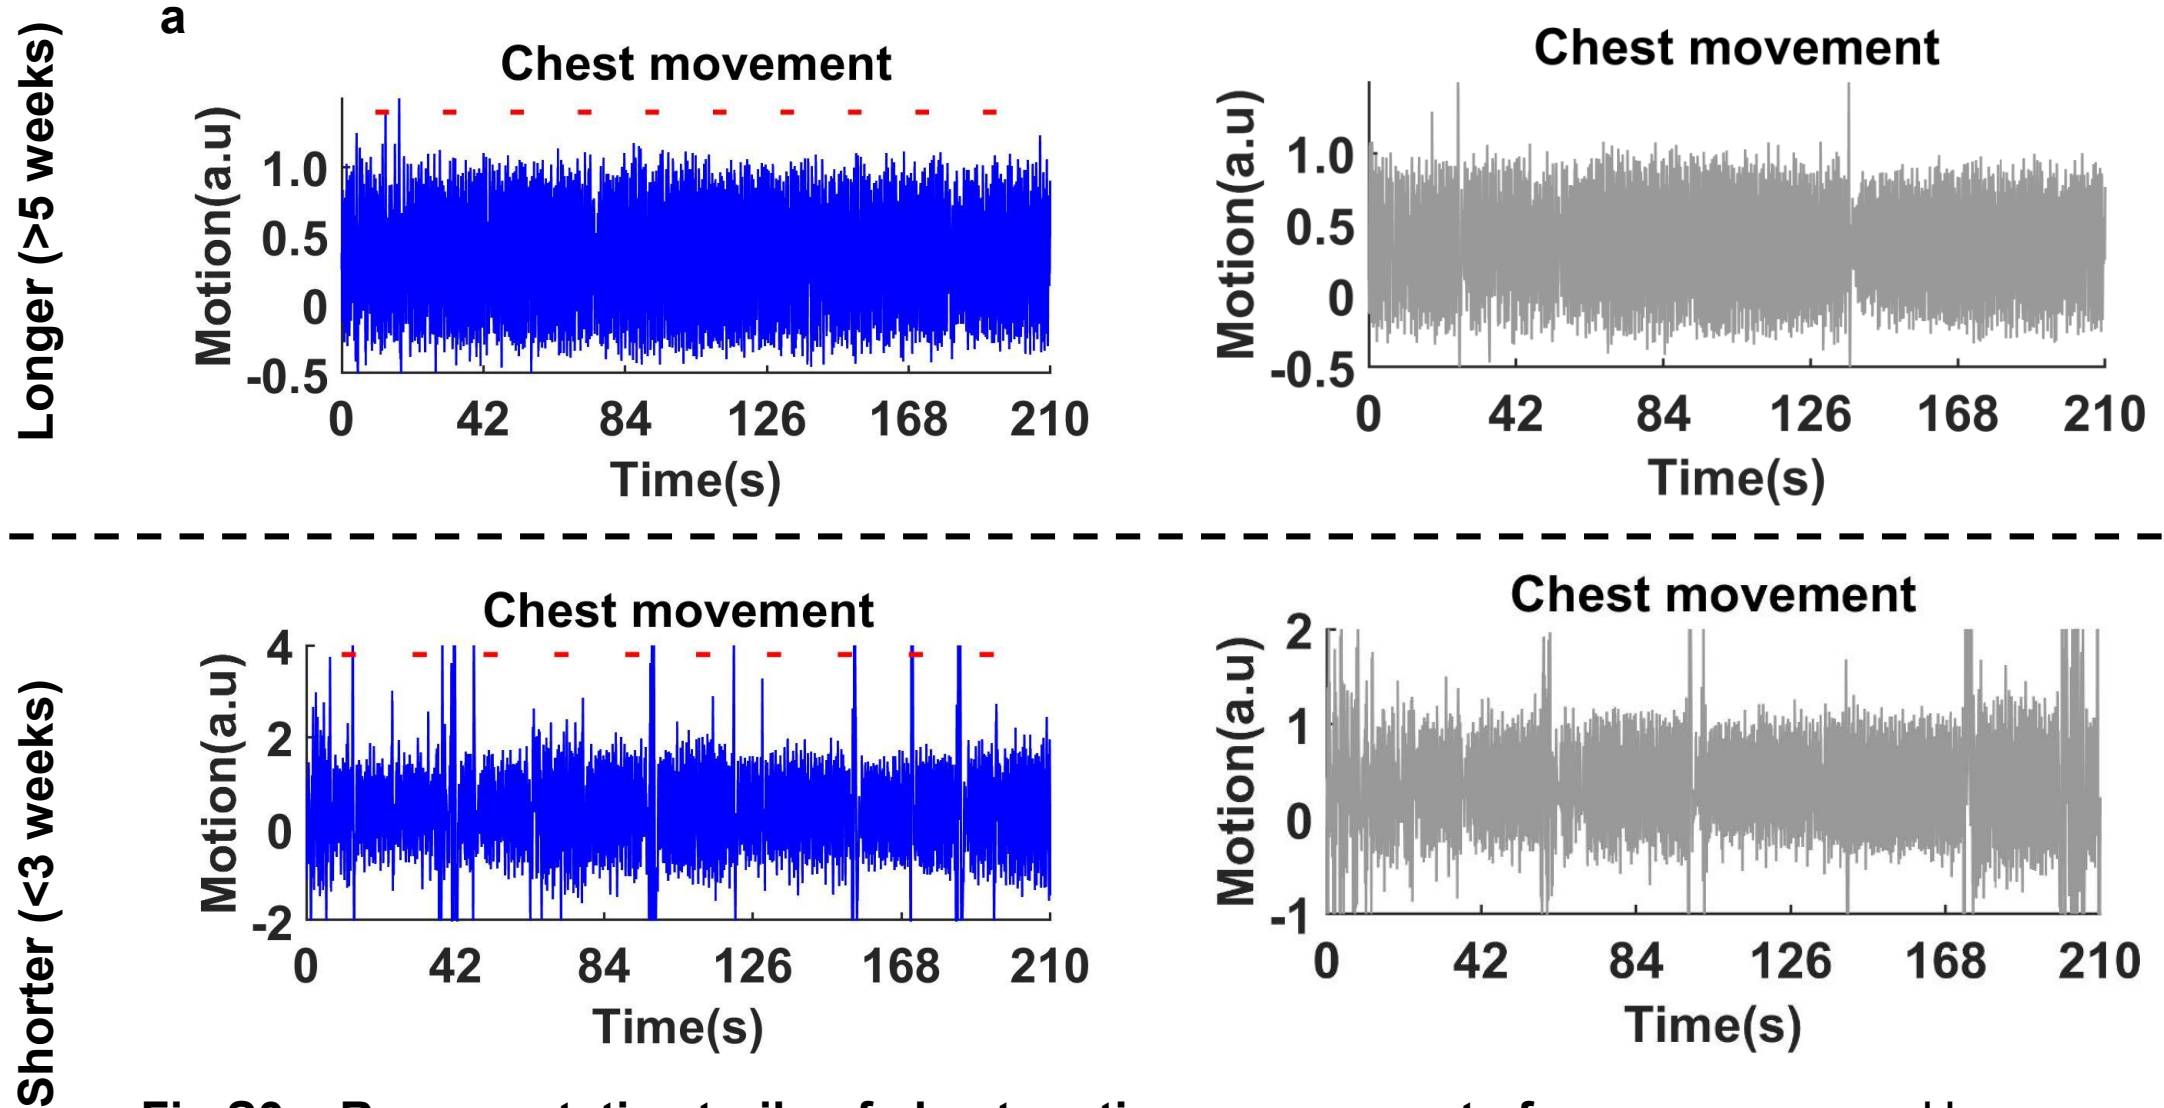 a
Longer (>5 weeks)
Chest movement
Motion(a.u)
1.0
0.5
0
-0.5
0 42 84 126 168 210
Time(s)
Chest movement
Motion(a.u)
1.0
0.5
0
-0.5
0 42 84 126 168 210
Time(s)
Shorter (<3 weeks)
Chest movement
Motion(a.u)
4
2
0
-2
0 42 84 126 168 210
Time(s)
Chest movement
Motion(a.u)
2
1
0
-1
0 42 84 126 168 210
Time(s)